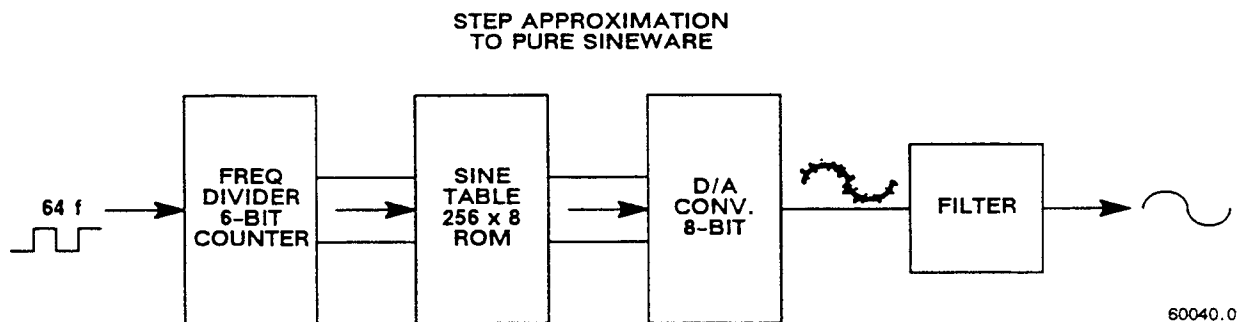 STEP APPROXIMATION
TO PURE SINEWARE
64 f
FREQ
DIVIDER
6-BIT
COUNTER
SINE
TABLE
256 x 8
ROM
D/A
CONV.
8-BIT
FILTER
60040.0